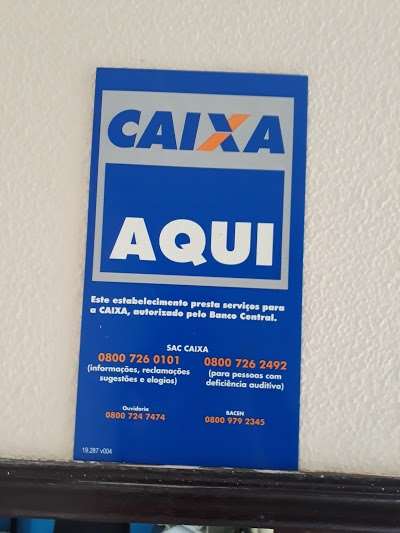 CAIXA
AQUI
Este estabelecimento presta serviços para
a CAIXA, autorizado pelo Banco Central.
SAC CAIXA
0800 726 0101
(informações, reclamações
sugestões e elogios)
0800 726 2492
(para pessoas com
deficiência auditiva)
Ouvidoria
0800 724 7474
BACEN
0800 979 2345
19.287 v004